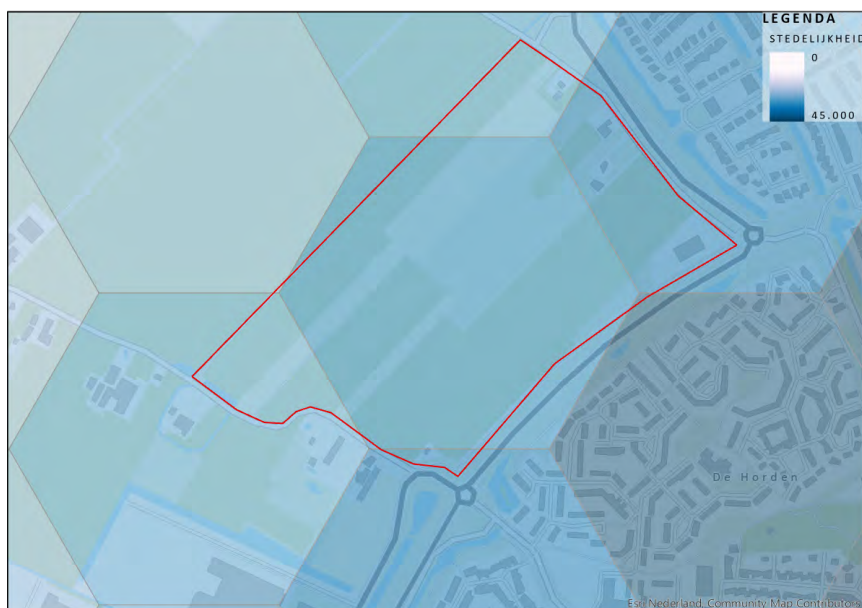 LEGENDA
STEDELIJKHEID
0
45.000
De Horden
Esri Nederland, Community Map Contributors